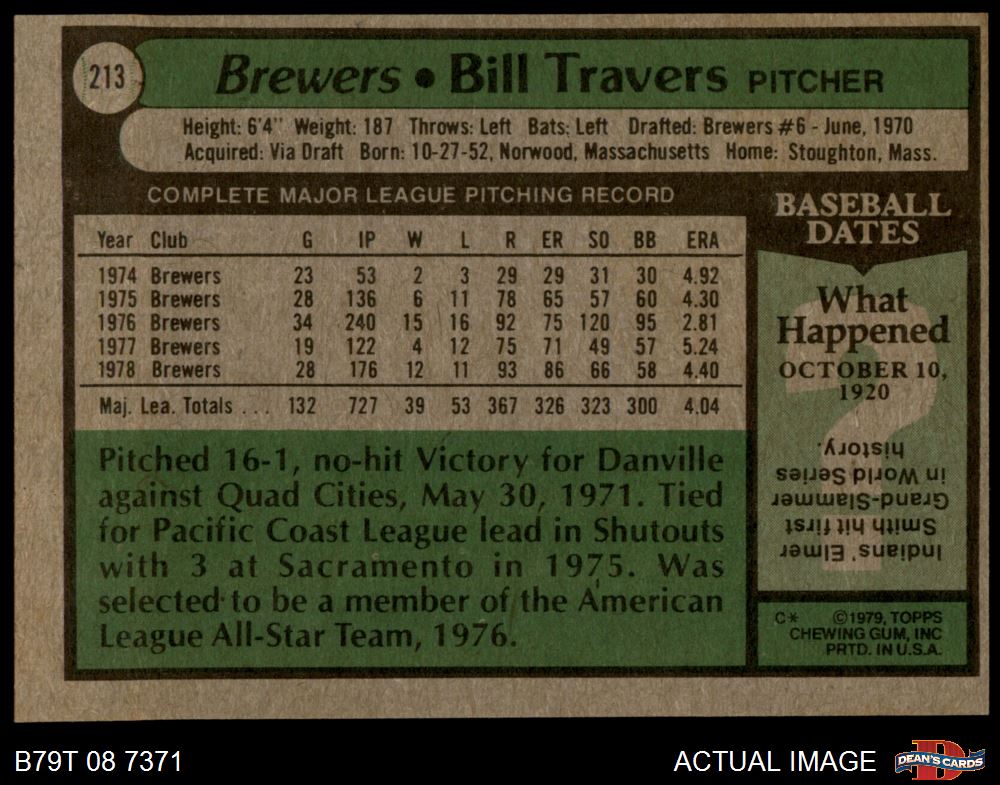 213
Brewers • Bill Travers PITCHER
Height: 6'4" Weight: 187 Throws: Left Bats: Left Drafted: Brewers #6 - June, 1970
Acquired: Via Draft Born: 10-27-52, Norwood, Massachusetts Home: Stoughton, Mass.
COMPLETE MAJOR LEAGUE PITCHING RECORD
Year Club G IP W L R ER SO BB ERA
1974 Brewers 23 53 2 3 29 29 31 30 4.92
1975 Brewers 28 136 6 11 78 65 57 60 4.30
1976 Brewers 34 240 15 16 92 75 120 95 2.81
1977 Brewers 19 122 4 12 75 71 49 57 5.24
1978 Brewers 28 176 12 11 93 86 66 58 4.40
Maj. Lea. Totals ... 132 727 39 53 367 326 323 300 4.04
Pitched 16-1, no-hit Victory for Danville
against Quad Cities, May 30, 1971. Tied
for Pacific Coast League lead in Shutouts
with 3 at Sacramento in 1975. Was
selected to be a member of the American
League All-Star Team, 1976.
BASEBALL
DATES
What
Happened
OCTOBER 10,
1920
?
Indians' Elmer
Smith hit first
Grand-Slammer
in World Series
history.
C* ©1979, TOPPS
CHEWING GUM, INC
PRTD. IN U.S.A.
B79T 08 7371
ACTUAL IMAGE
D
DEAN'S CARDS